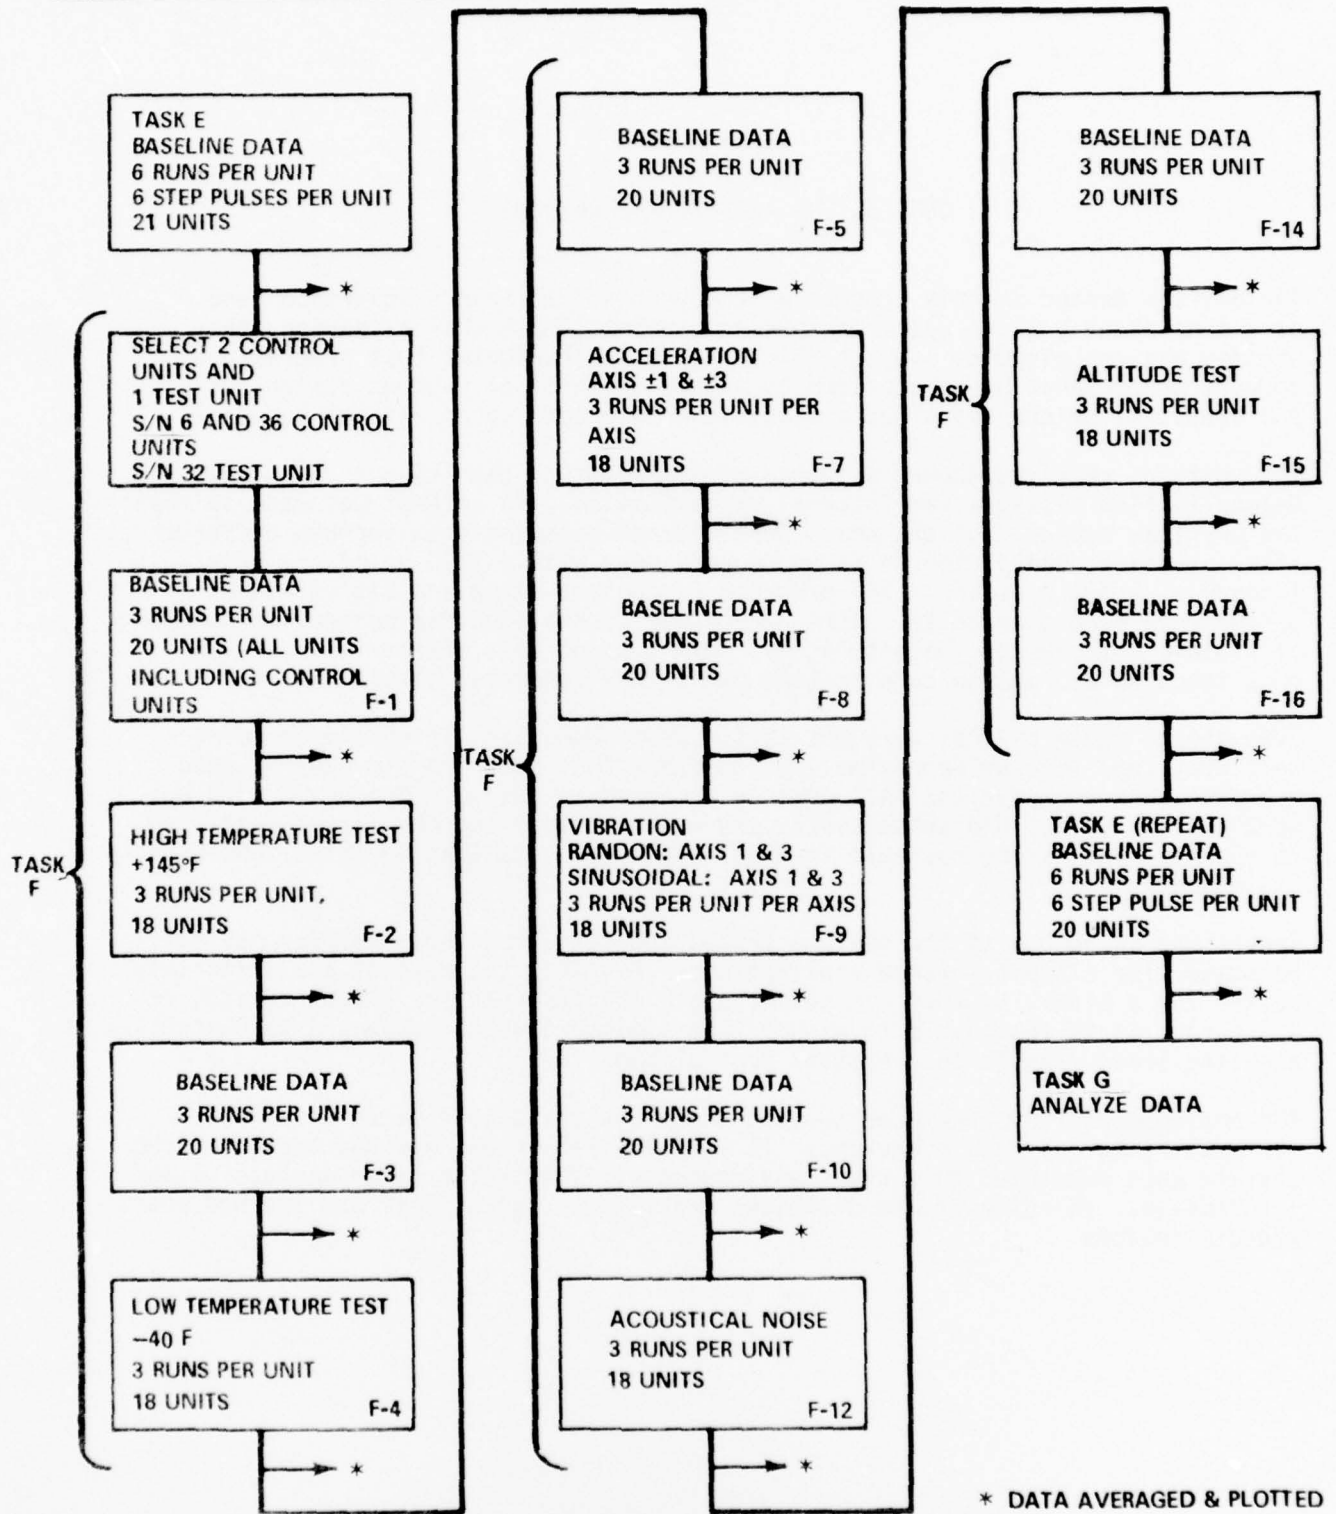 TASK E
BASELINE DATA
6 RUNS PER UNIT
6 STEP PULSES PER UNIT
21 UNITS
*
SELECT 2 CONTROL
UNITS AND
1 TEST UNIT
S/N 6 AND 36 CONTROL
UNITS
S/N 32 TEST UNIT
BASELINE DATA
3 RUNS PER UNIT
20 UNITS (ALL UNITS
INCLUDING CONTROL
UNITS F-1
*
TASK
F
HIGH TEMPERATURE TEST
+145°F
3 RUNS PER UNIT,
18 UNITS F-2
*
BASELINE DATA
3 RUNS PER UNIT
20 UNITS
F-3
*
LOW TEMPERATURE TEST
-40 F
3 RUNS PER UNIT
18 UNITS F-4
*
BASELINE DATA
3 RUNS PER UNIT
20 UNITS
F-5
*
ACCELERATION
AXIS ±1 & ±3
3 RUNS PER UNIT PER
AXIS
18 UNITS F-7
*
BASELINE DATA
3 RUNS PER UNIT
20 UNITS
F-8
*
TASK
F
VIBRATION
RANDON: AXIS 1 & 3
SINUSOIDAL: AXIS 1 & 3
3 RUNS PER UNIT PER AXIS
18 UNITS F-9
*
BASELINE DATA
3 RUNS PER UNIT
20 UNITS
F-10
*
ACOUSTICAL NOISE
3 RUNS PER UNIT
18 UNITS
F-12
*
BASELINE DATA
3 RUNS PER UNIT
20 UNITS
F-14
*
TASK
F
ALTITUDE TEST
3 RUNS PER UNIT
18 UNITS
F-15
*
BASELINE DATA
3 RUNS PER UNIT
20 UNITS
F-16
*
TASK E (REPEAT)
BASELINE DATA
6 RUNS PER UNIT
6 STEP PULSE PER UNIT
20 UNITS
*
TASK G
ANALYZE DATA
* DATA AVERAGED & PLOTTED